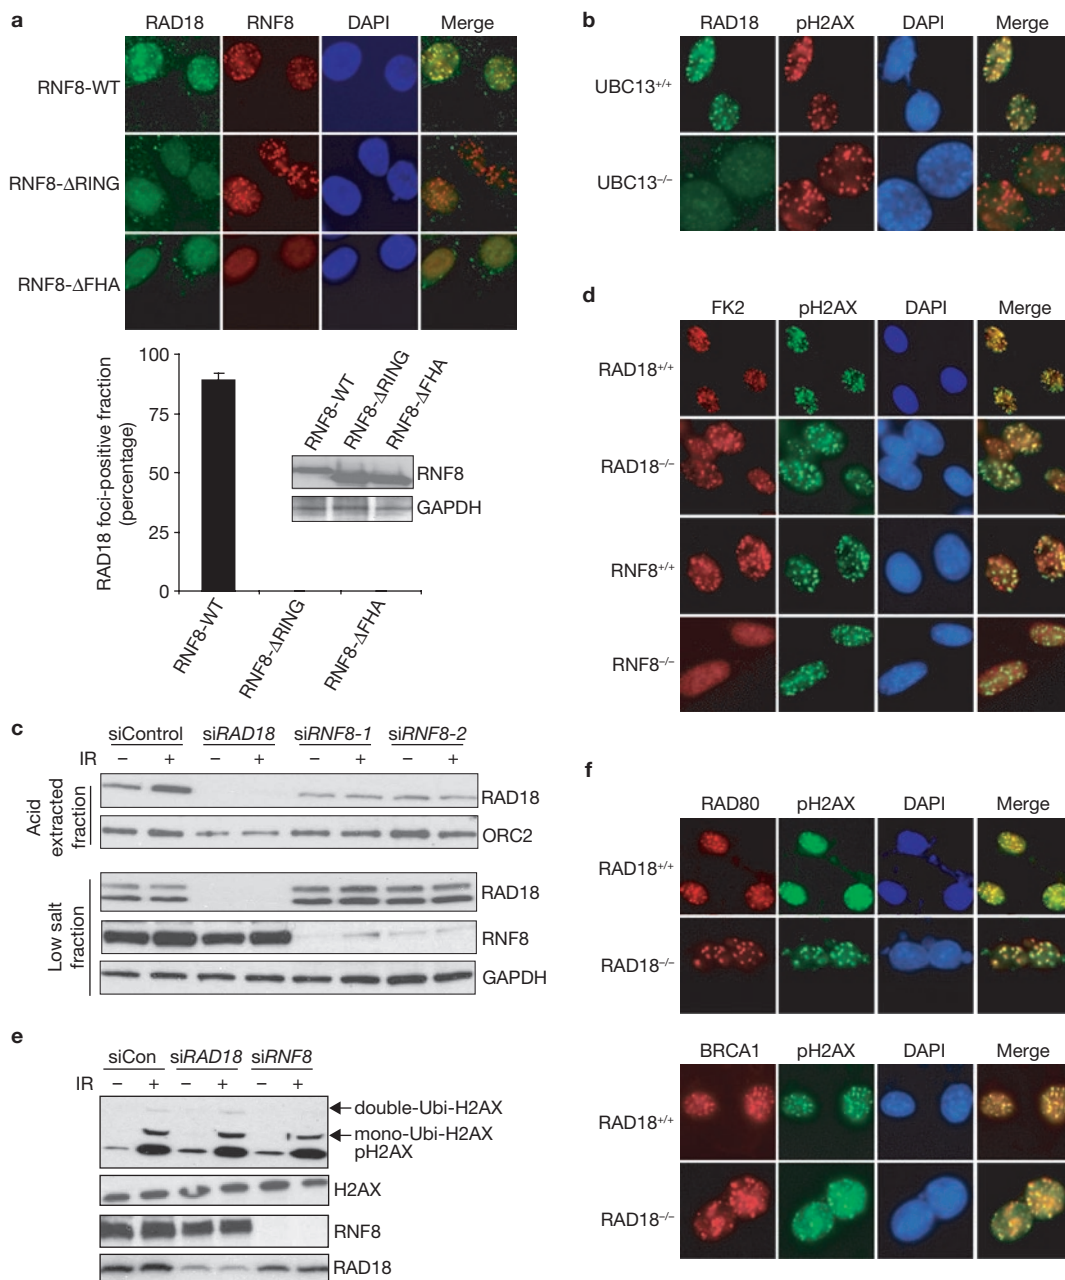 a
RAD18 RNF8 DAPI Merge
RNF8-WT
RNF8-ΔRING
RNF8-ΔFHA
RAD18 foci-positive fraction
(percentage)
100
75
50
25
0
RNF8-WT
RNF8-ΔRING
RNF8-ΔFHA
RNF8-WT
RNF8-ΔRING
RNF8-ΔFHA
RNF8
GAPDH
b
RAD18 pH2AX DAPI Merge
UBC13+/+
UBC13–/–
c
siControl siRAD18 siRNF8-1 siRNF8-2
IR – + – + – + – +
Acid
extracted
fraction
RAD18
ORC2
Low salt
fraction
RAD18
RNF8
GAPDH
d
FK2 pH2AX DAPI Merge
RAD18+/+
RAD18–/–
RNF8+/+
RNF8–/–
e
siCon siRAD18 siRNF8
IR – + – + – +
double-Ubi-H2AX
mono-Ubi-H2AX
pH2AX
H2AX
RNF8
RAD18
f
RAD80 pH2AX DAPI Merge
RAD18+/+
RAD18–/–
BRCA1 pH2AX DAPI Merge
RAD18+/+
RAD18–/–